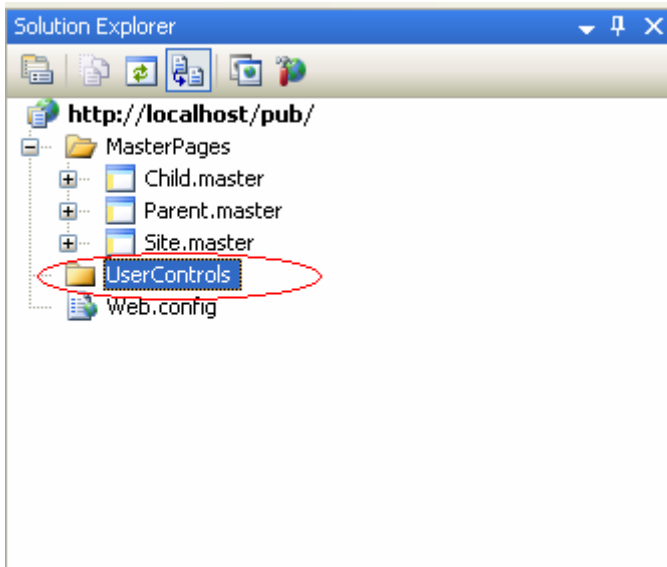 Solution Explorer
http://localhost/pub/
MasterPages
Child.master
Parent.master
Site.master
UserControls
Web.config